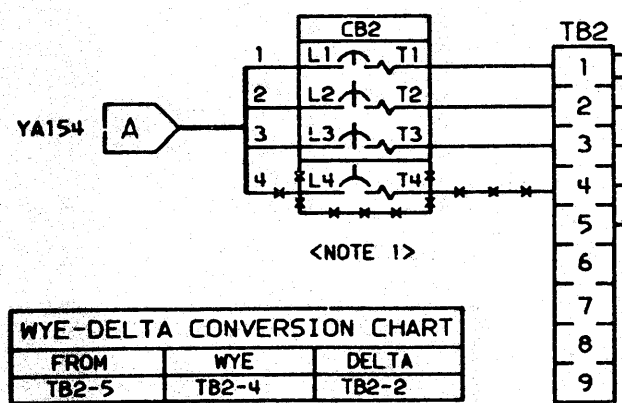 CB2
TB2
1 L1 T1 1
2 L2 T2 2
YA154 A
3 L3 T3 3
4 L4 T4 4
5
<NOTE 1>
6
7
8
9
WYE-DELTA CONVERSION CHART
FROM WYE DELTA
TB2-5 TB2-4 TB2-2